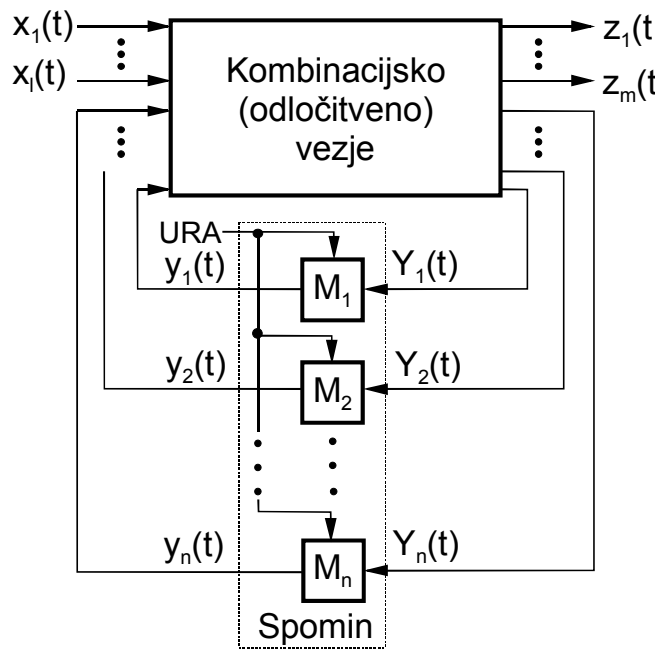 x₁(t)
z₁(t
xₗ(t)
zₘ(t
Kombinacijsko
(odločitveno)
vezje
URA
y₁(t)
M₁
Y₁(t)
y₂(t)
M₂
Y₂(t)
yₙ(t)
Mₙ
Yₙ(t)
Spomin